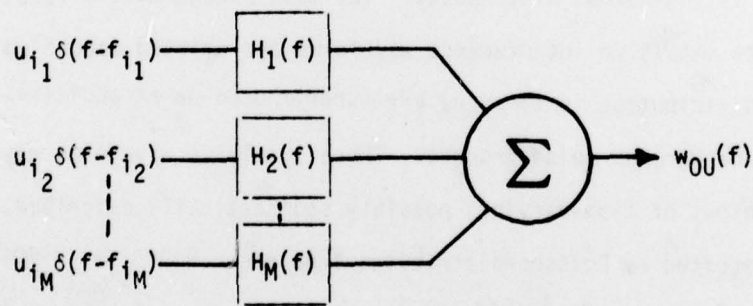 u_{i_1} δ(f-f_{i_1}) H_1(f)
u_{i_2} δ(f-f_{i_2}) H_2(f) Σ w_{OU}(f)
u_{i_M} δ(f-f_{i_M}) H_M(f)